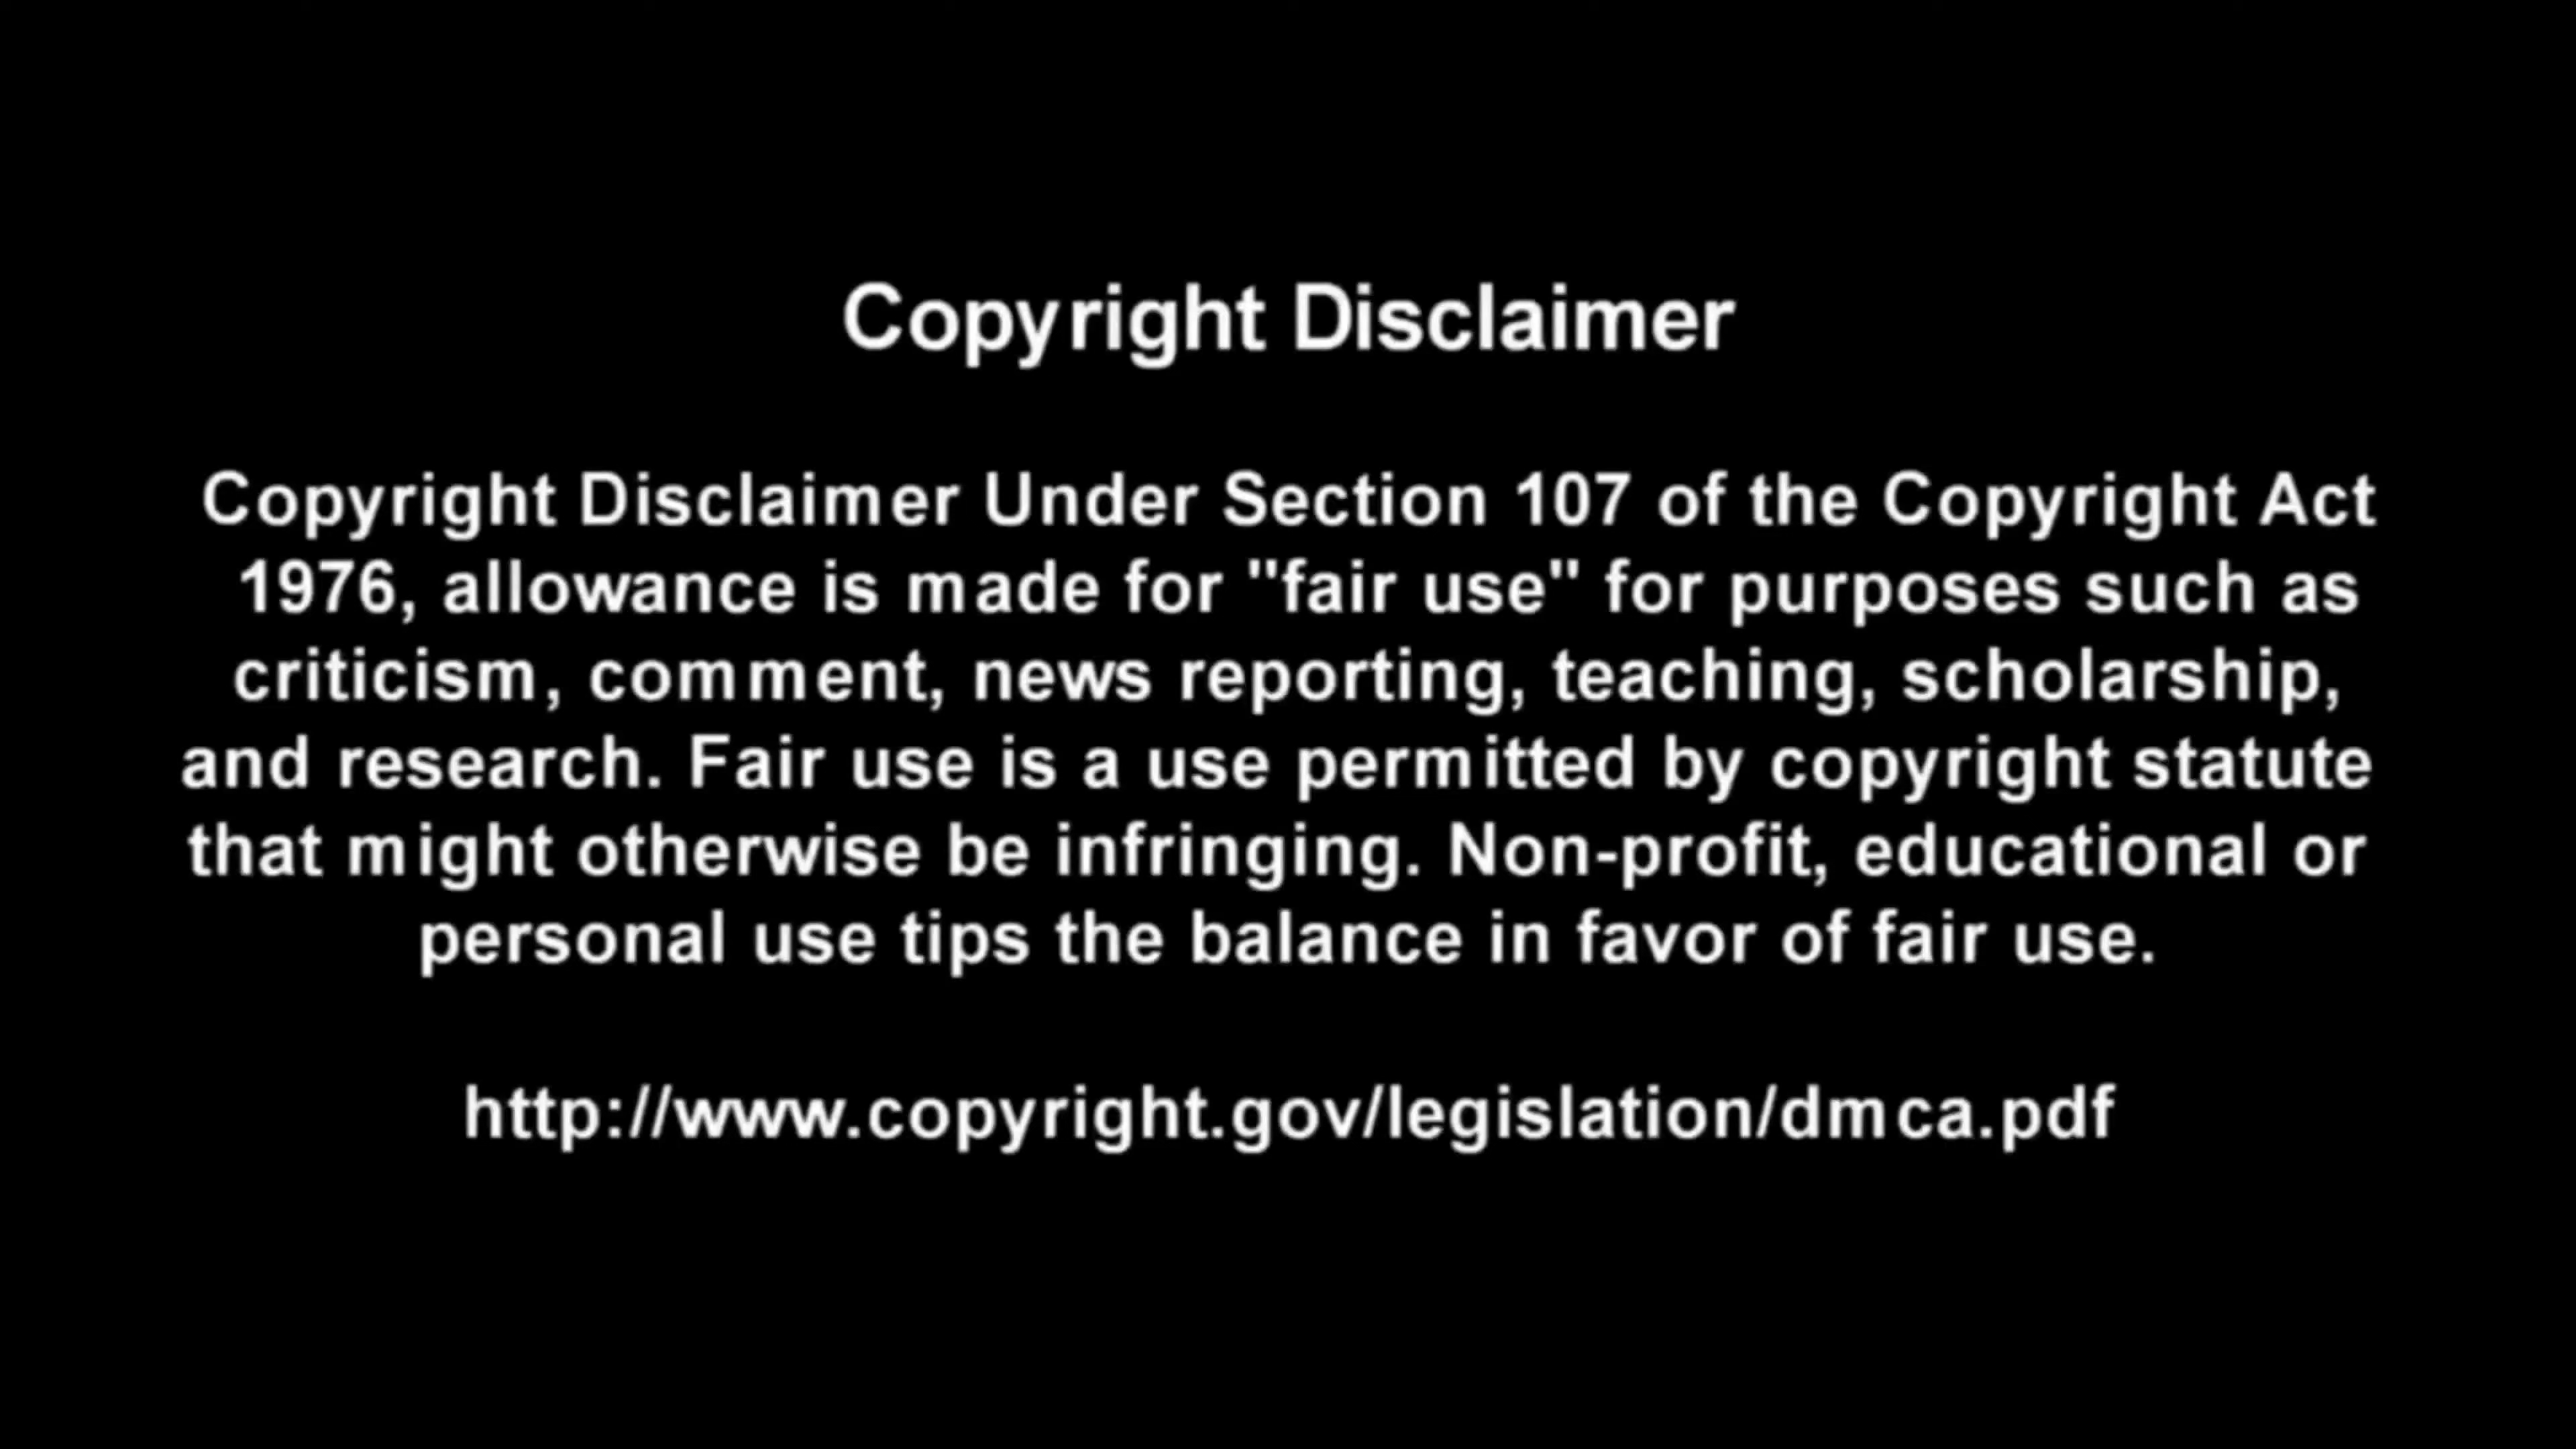 Copyright Disclaimer
Copyright Disclaimer Under Section 107 of the Copyright Act
1976, allowance is made for "fair use" for purposes such as
criticism, comment, news reporting, teaching, scholarship,
and research. Fair use is a use permitted by copyright statute
that might otherwise be infringing. Non-profit, educational or
personal use tips the balance in favor of fair use.
http://www.copyright.gov/legislation/dmca.pdf